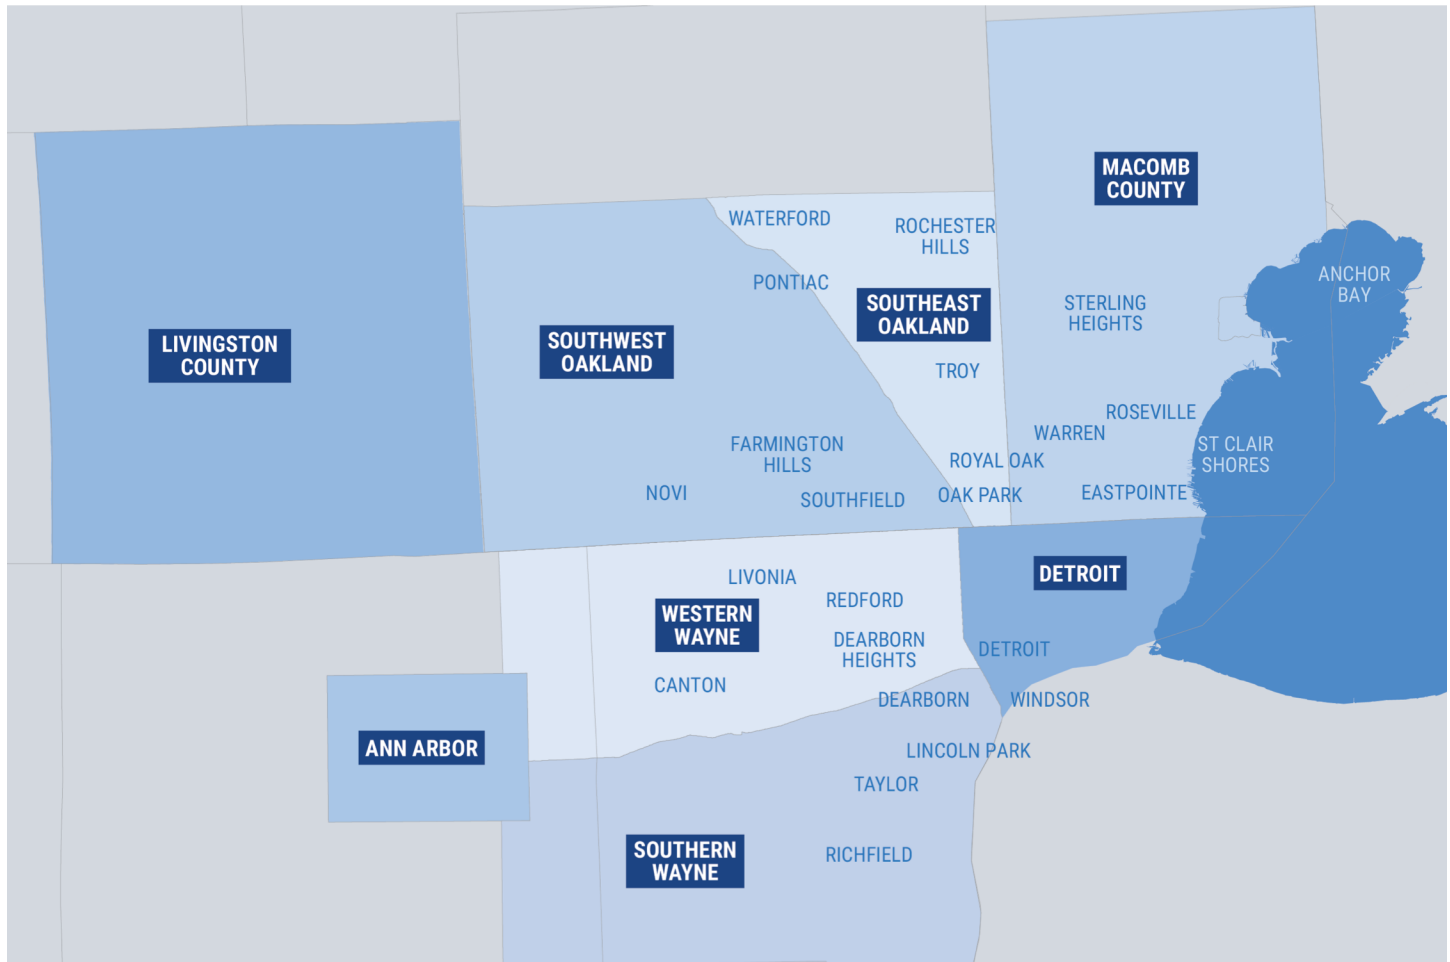 MACOMB
COUNTY
WATERFORD
ROCHESTER
HILLS
ANCHOR
BAY
PONTIAC
SOUTHEAST
OAKLAND
STERLING
HEIGHTS
LIVINGSTON
COUNTY
SOUTHWEST
OAKLAND
TROY
ROSEVILLE
WARREN
FARMINGTON
HILLS
ROYAL OAK
ST CLAIR
SHORES
NOVI
SOUTHFIELD
OAK PARK
EASTPOINTE
LIVONIA
DETROIT
REDFORD
WESTERN
WAYNE
DEARBORN
HEIGHTS
DETROIT
CANTON
DEARBORN
WINDSOR
ANN ARBOR
LINCOLN PARK
TAYLOR
SOUTHERN
WAYNE
RICHFIELD